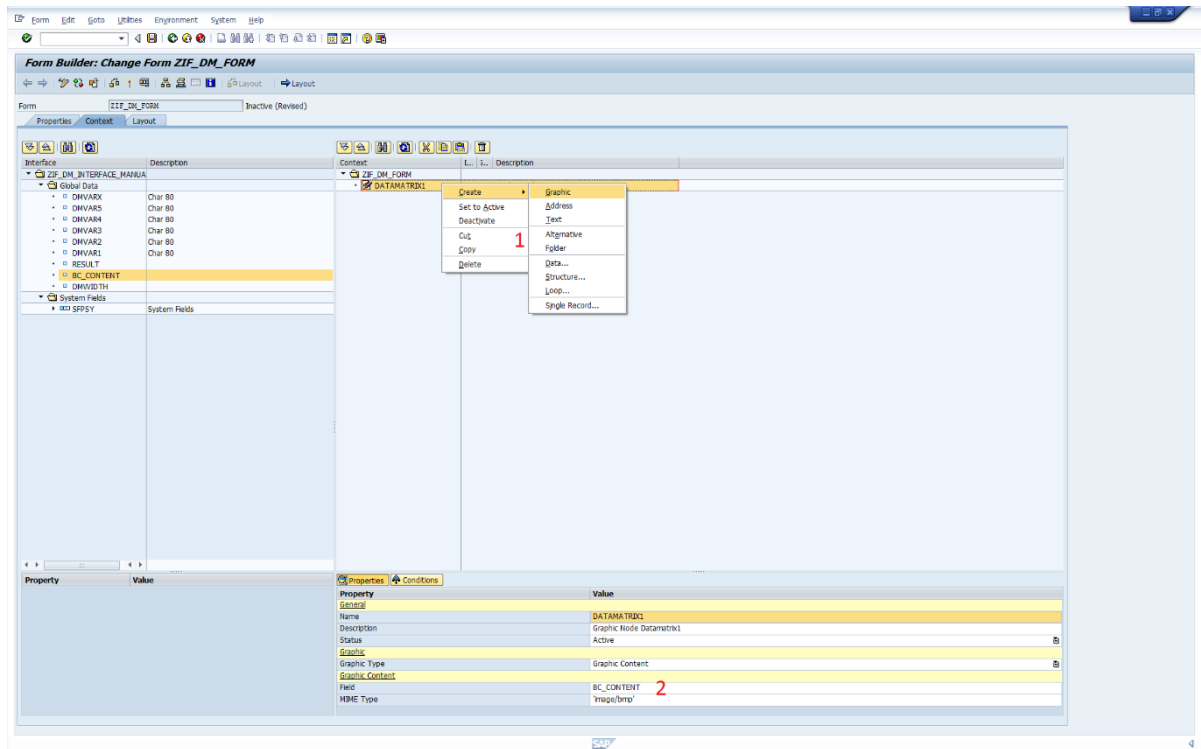 Form Edit Goto Utilities Environment System Help
Form Builder: Change Form ZIF_DM_FORM
Layout Layout
Form ZIF_DM_FORM Inactive (Revised)
Properties Context Layout
Interface Description
ZIF_DM_INTERFACE_MANUA
Global Data
DMVARX Char 80
DMVAR5 Char 80
DMVAR4 Char 80
DMVAR3 Char 80
DMVAR2 Char 80
DMVAR1 Char 80
RESULT
BC_CONTENT
DMWIDTH
System Fields
SFPSY System Fields
Context I... i... Description
ZIF_DM_FORM
DATAMATRIX1
Create
Set to Active
Deactivate
Cut
Copy
Delete
1
Graphic
Address
Text
Alternative
Folder
Data...
Structure...
Loop...
Single Record...
Property Value
Properties Conditions
Property Value
General
Name DATAMATRIX1
Description Graphic Node Datamatrix1
Status Active
Graphic
Graphic Type Graphic Content
Graphic Content
Field BC_CONTENT 2
MIME Type 'image/bmp'
SAP